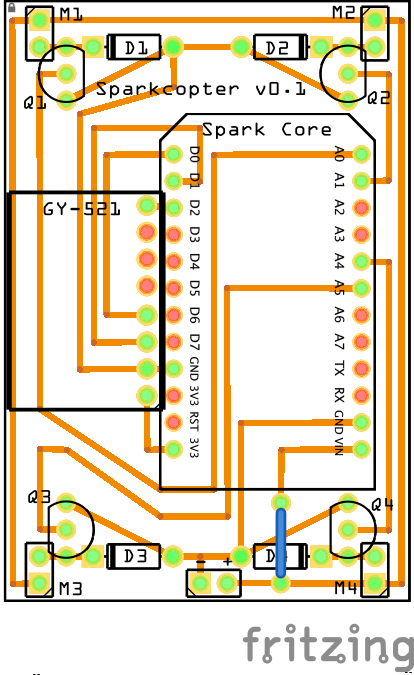 M1
M2
D1
D2
Q1
Q2
Sparkcopter v0.1
Spark Core
GY-521
D0
D1
D2
D3
D4
D5
D6
D7
GND
3V3
RST
3V3
A0
A1
A2
A3
A4
A5
A6
A7
TX
RX
GND
VIN
Q3
Q4
D3
- +
M3
M4
fritzing